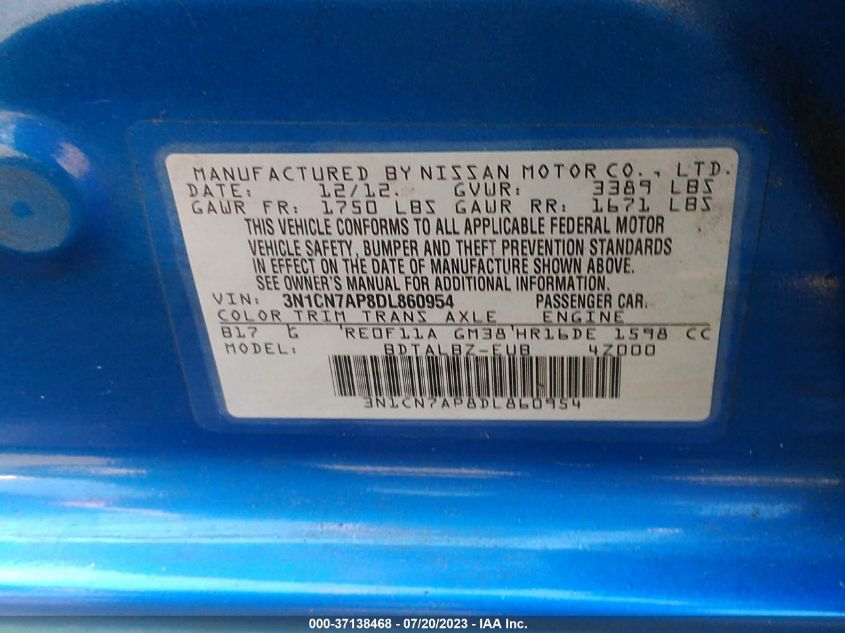 MANUFACTURED BY NISSAN MOTOR CO., LTD.
DATE: 12/12 GVWR: 3389 LBS
GAWR FR: 1750 LBS GAWR RR: 1671 LBS
THIS VEHICLE CONFORMS TO ALL APPLICABLE FEDERAL MOTOR
VEHICLE SAFETY, BUMPER AND THEFT PREVENTION STANDARDS
IN EFFECT ON THE DATE OF MANUFACTURE SHOWN ABOVE.
SEE OWNER'S MANUAL FOR ADDITIONAL INFORMATION.
VIN: 3N1CN7AP8DL860954 PASSENGER CAR.
COLOR TRIM TRANS AXLE ENGINE
B17 G RE0F11A GM38 HR16DE 1598 CC
MODEL: BDTALBZ-EUB 4Z000
3N1CN7AP8DL860954
000-37138468 - 07/20/2023 - IAA Inc.